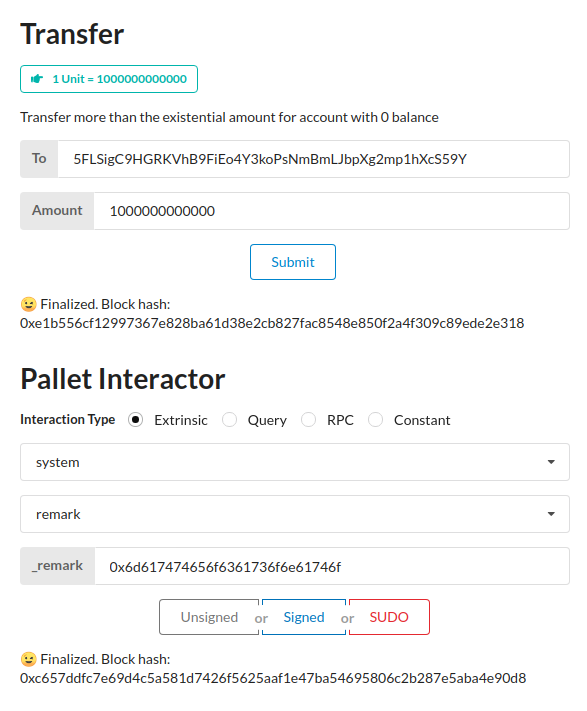 Transfer
1 Unit = 1000000000000
Transfer more than the existential amount for account with 0 balance
To 5FLSigC9HGRKVhB9FiEo4Y3koPsNmBmLJbpXg2mp1hXcS59Y
Amount 1000000000000
Submit
😉 Finalized. Block hash:
0xe1b556cf12997367e828ba61d38e2cb827fac8548e850f2a4f309c89ede2e318
Pallet Interactor
Interaction Type Extrinsic Query RPC Constant
system
remark
_remark 0x6d617474656f6361736f6e61746f
Unsigned or Signed or SUDO
😉 Finalized. Block hash:
0xc657ddfc7e69d4c5a581d7426f5625aaf1e47ba54695806c2b287e5aba4e90d8